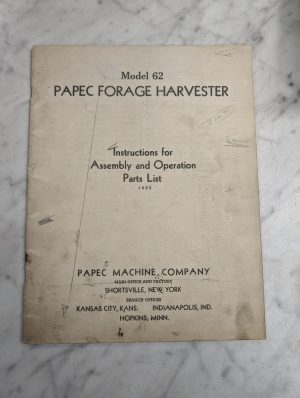 Model 62
PAPEC FORAGE HARVESTER
Instructions for
Assembly and Operation
Parts List
PAPEC MACHINE COMPANY
MAIN OFFICE AND FACTORY
SHORTSVILLE, NEW YORK
BRANCH OFFICES
KANSAS CITY, KANS. INDIANAPOLIS, IND.
HOPKINS, MINN.